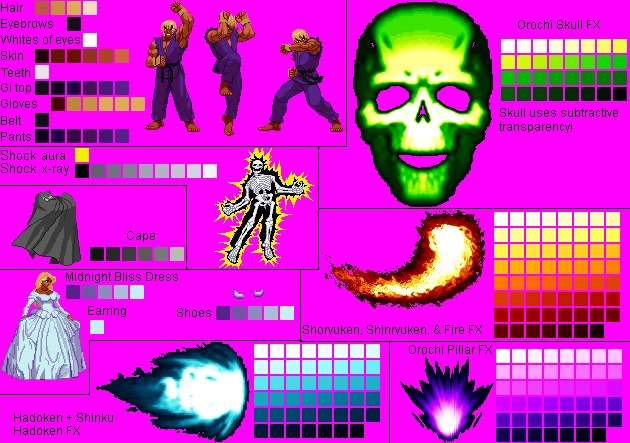 Hair
Eyebrows
Whites of eyes
Skin
Teeth
Gi top
Gloves
Belt
Pants
Orochi Skull FX
Skull uses subtractive
transparency!
Shock aura
Shock x-ray
Cape
Midnight Bliss Dress
Earring
Shoes
Shoryuken, Shinryuken, & Fire FX
Orochi Pillar FX
Hadoken + Shinku
Hadoken FX